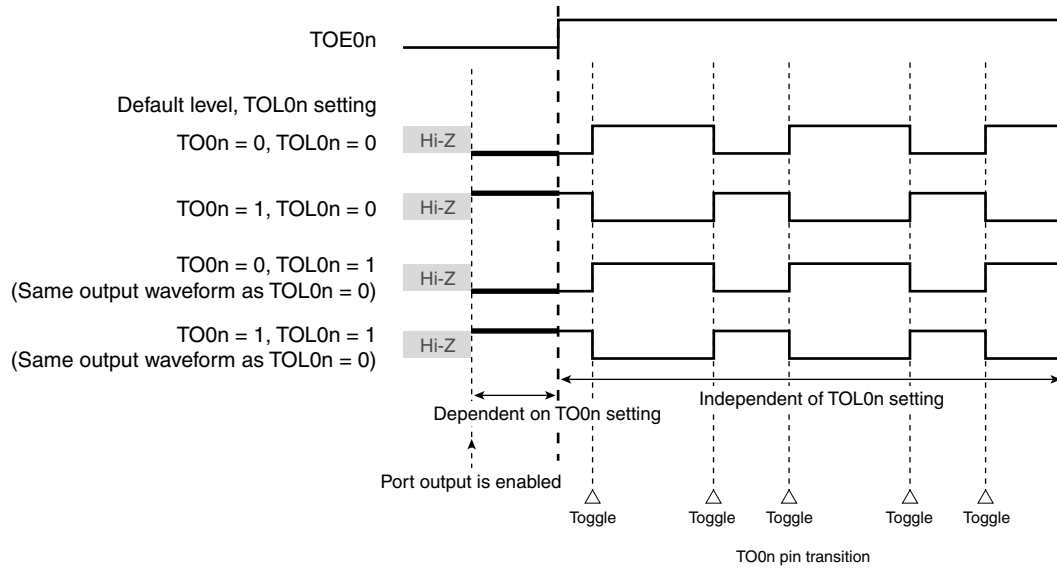 TOE0n
Default level, TOL0n setting
TO0n = 0, TOL0n = 0
Hi-Z
TO0n = 1, TOL0n = 0
Hi-Z
TO0n = 0, TOL0n = 1
(Same output waveform as TOL0n = 0)
Hi-Z
TO0n = 1, TOL0n = 1
(Same output waveform as TOL0n = 0)
Hi-Z
Dependent on TO0n setting
Independent of TOL0n setting
Port output is enabled
Toggle Toggle Toggle Toggle Toggle
TO0n pin transition